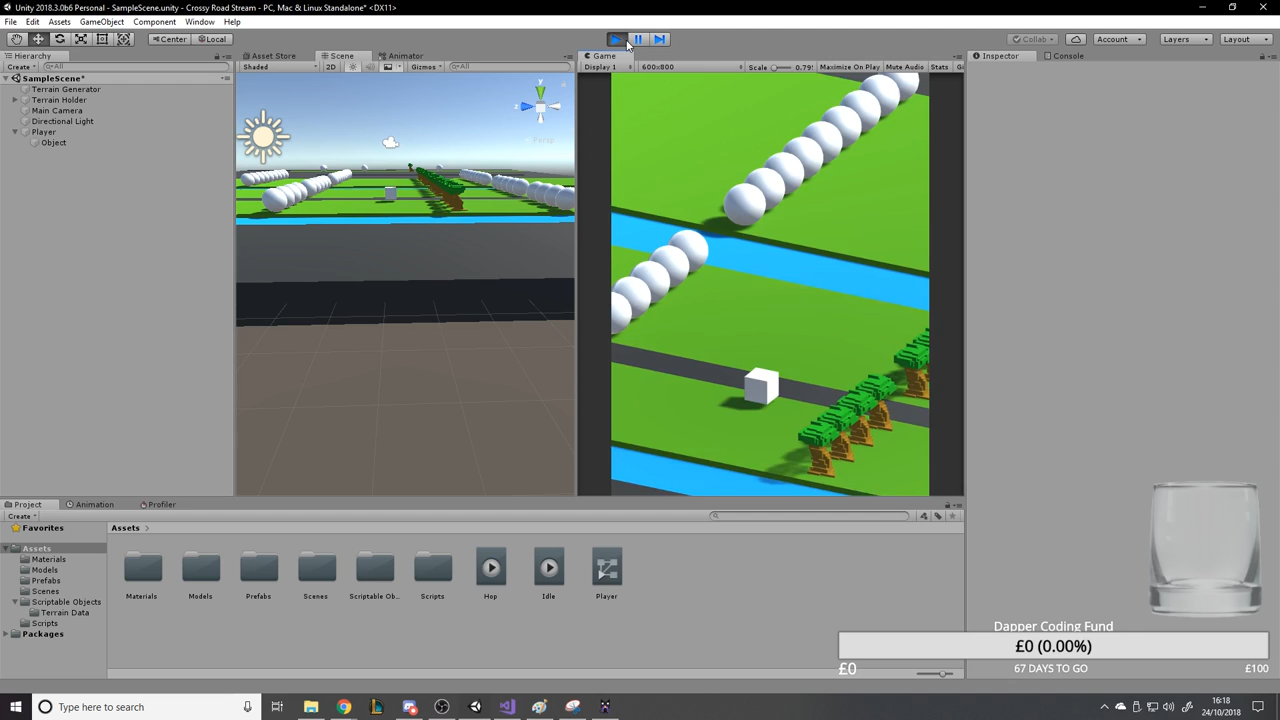 Unity 2018.3.0b6 Personal - SampleScene.unity - Crossy Road Stream - PC, Mac & Linux Standalone* <DX11>
File Edit Assets GameObject Component Window Help
Center Local Collab Account Layers Layout
Hierarchy Asset Store Scene Animator Game Inspector Console
Create All Shaded 2D Gizmos All Display 1 600x800 Scale 0.79! Maximize On Play Mute Audio Stats Gi
SampleScene*
Terrain Generator
Terrain Holder
Main Camera
Directional Light
Player
Object
y
z
Persp
Project Animation Profiler
Create
Favorites
Assets
Assets
Materials
Models
Prefabs
Scenes
Scriptable Objects
Terrain Data
Scripts
Packages
Materials Models Prefabs Scenes Scriptable Ob... Scripts Hop Idle Player
Dapper Coding Fund
£0 (0.00%)
£0 67 DAYS TO GO £100
Type here to search
16:18
24/10/2018